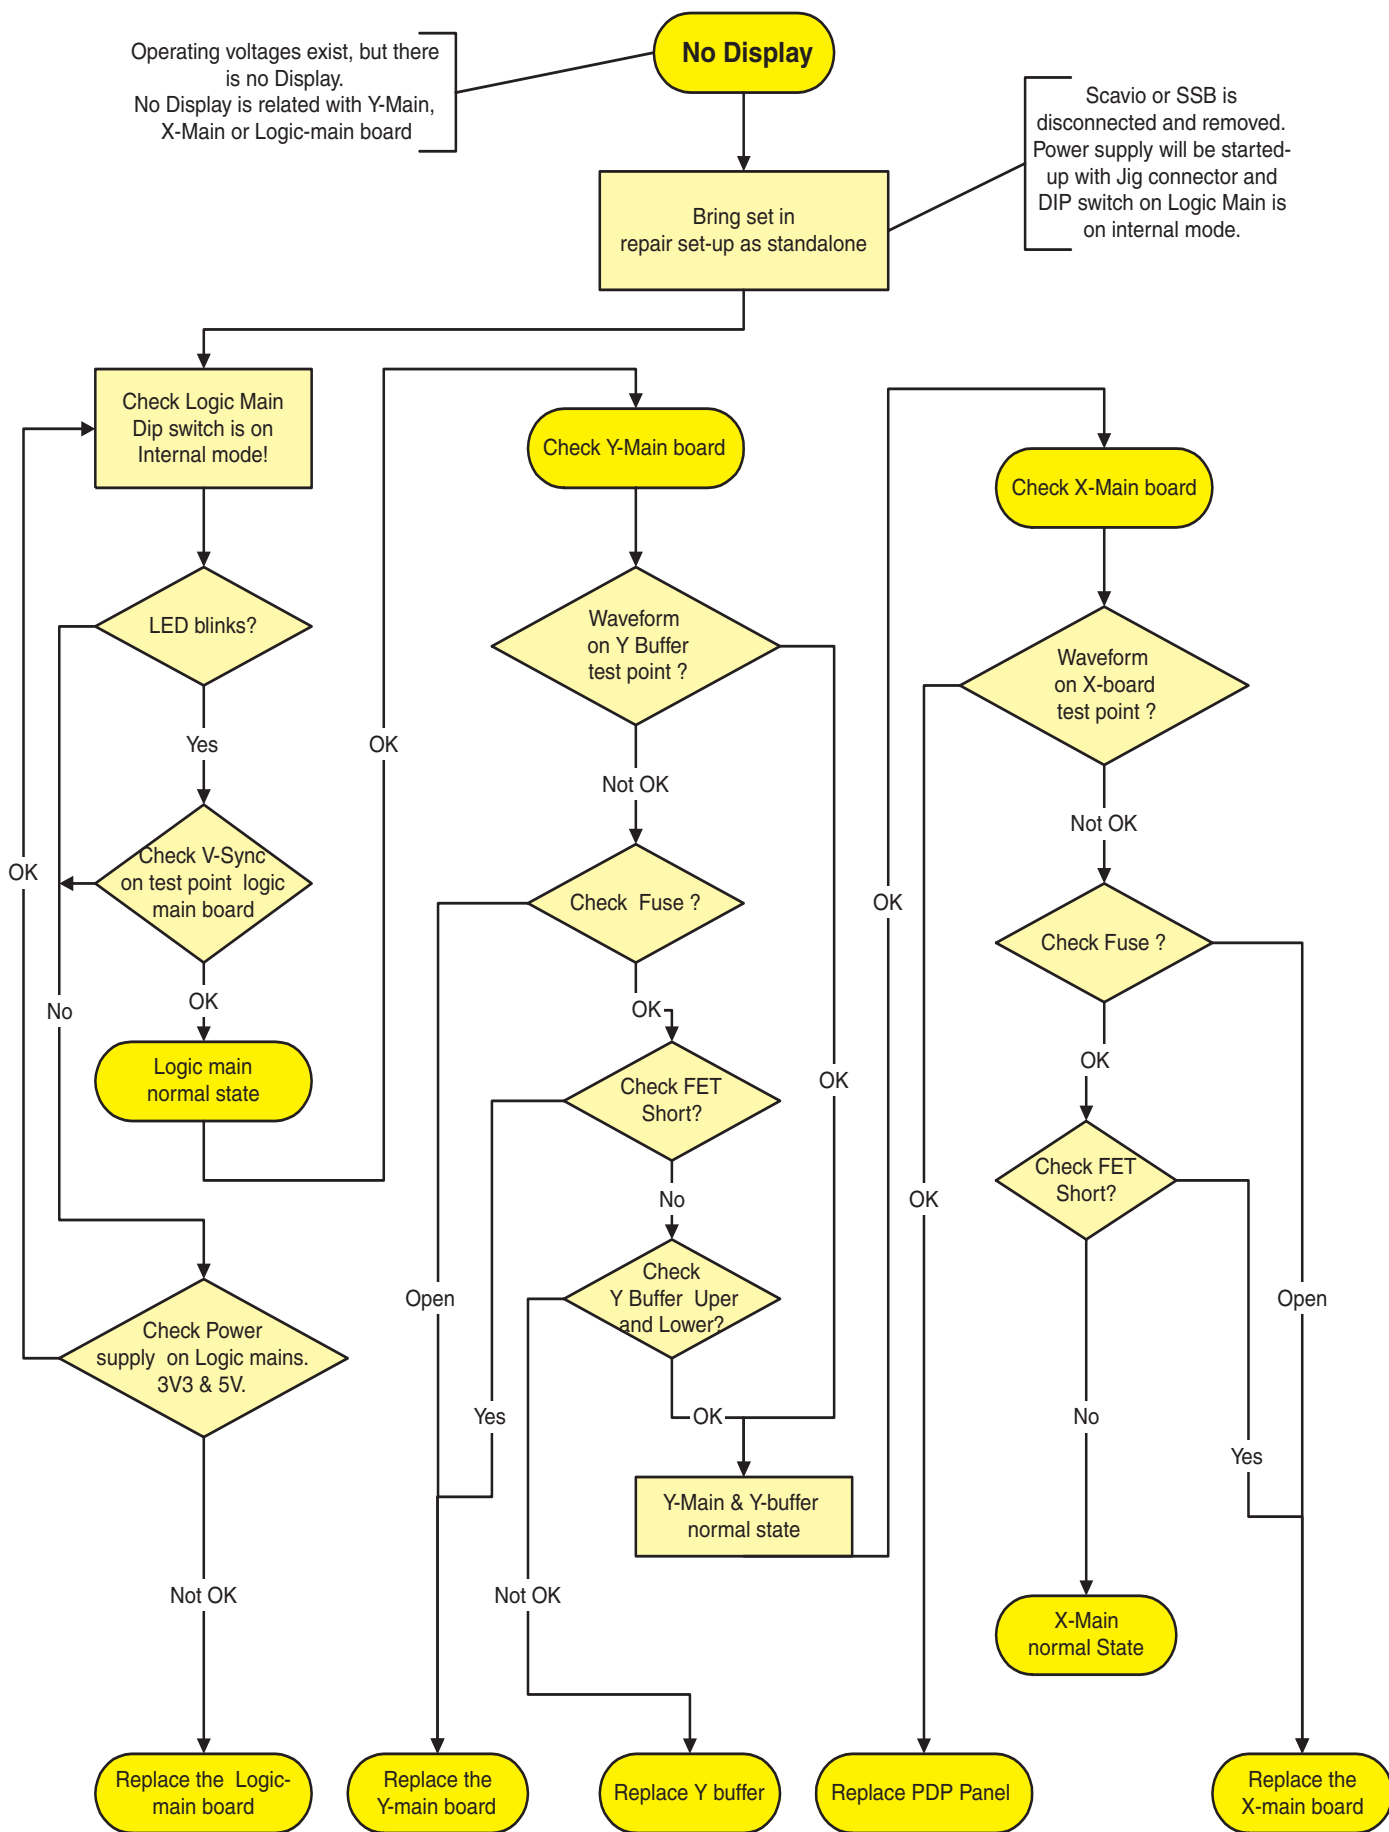 No Display
Operating voltages exist, but there
is no Display.
No Display is related with Y-Main,
X-Main or Logic-main board
Scavio or SSB is
disconnected and removed.
Power supply will be started-
up with Jig connector and
DIP switch on Logic Main is
on internal mode.
Bring set in
repair set-up as standalone
Check Logic Main
Dip switch is on
Internal mode!
LED blinks?
Yes
Check V-Sync
on test point logic
main board
OK
No
OK
Logic main
normal state
Check Power
supply on Logic mains.
3V3 & 5V.
Not OK
Replace the Logic-
main board
OK
Check Y-Main board
Waveform
on Y Buffer
test point ?
Not OK
Check Fuse ?
OK
Check FET
Short?
No
Check
Y Buffer Uper
and Lower?
OK
OK
Open
Yes
Not OK
Y-Main & Y-buffer
normal state
Replace the
Y-main board
Replace Y buffer
OK
Check X-Main board
Waveform
on X-board
test point ?
Not OK
Check Fuse ?
OK
Check FET
Short?
OK
No
Open
Yes
X-Main
normal State
Replace PDP Panel
Replace the
X-main board